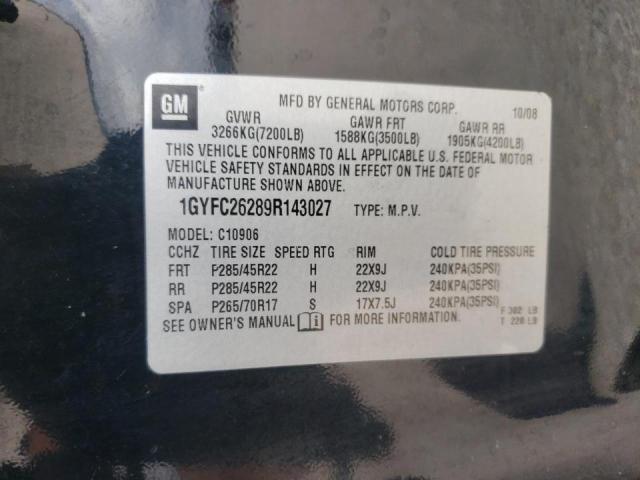 GM
MFD BY GENERAL MOTORS CORP. 10/08
GVWR GAWR FRT GAWR RR
3266KG(7200LB) 1588KG(3500LB) 1905KG(4200LB)
THIS VEHICLE CONFORMS TO ALL APPLICABLE U.S. FEDERAL MOTOR
VEHICLE SAFETY STANDARDS IN EFFECT ON THE DATE OF
MANUFACTURE SHOWN ABOVE.
1GYFC26289R143027 TYPE: M.P.V.
MODEL: C10906
CCHZ TIRE SIZE SPEED RTG RIM COLD TIRE PRESSURE
FRT P285/45R22 H 22X9J 240KPA(35PSI)
RR P285/45R22 H 22X9J 240KPA(35PSI)
SPA P265/70R17 S 17X7.5J 240KPA(35PSI)
SEE OWNER'S MANUAL i FOR MORE INFORMATION.
F 302 LB
T 220 LB